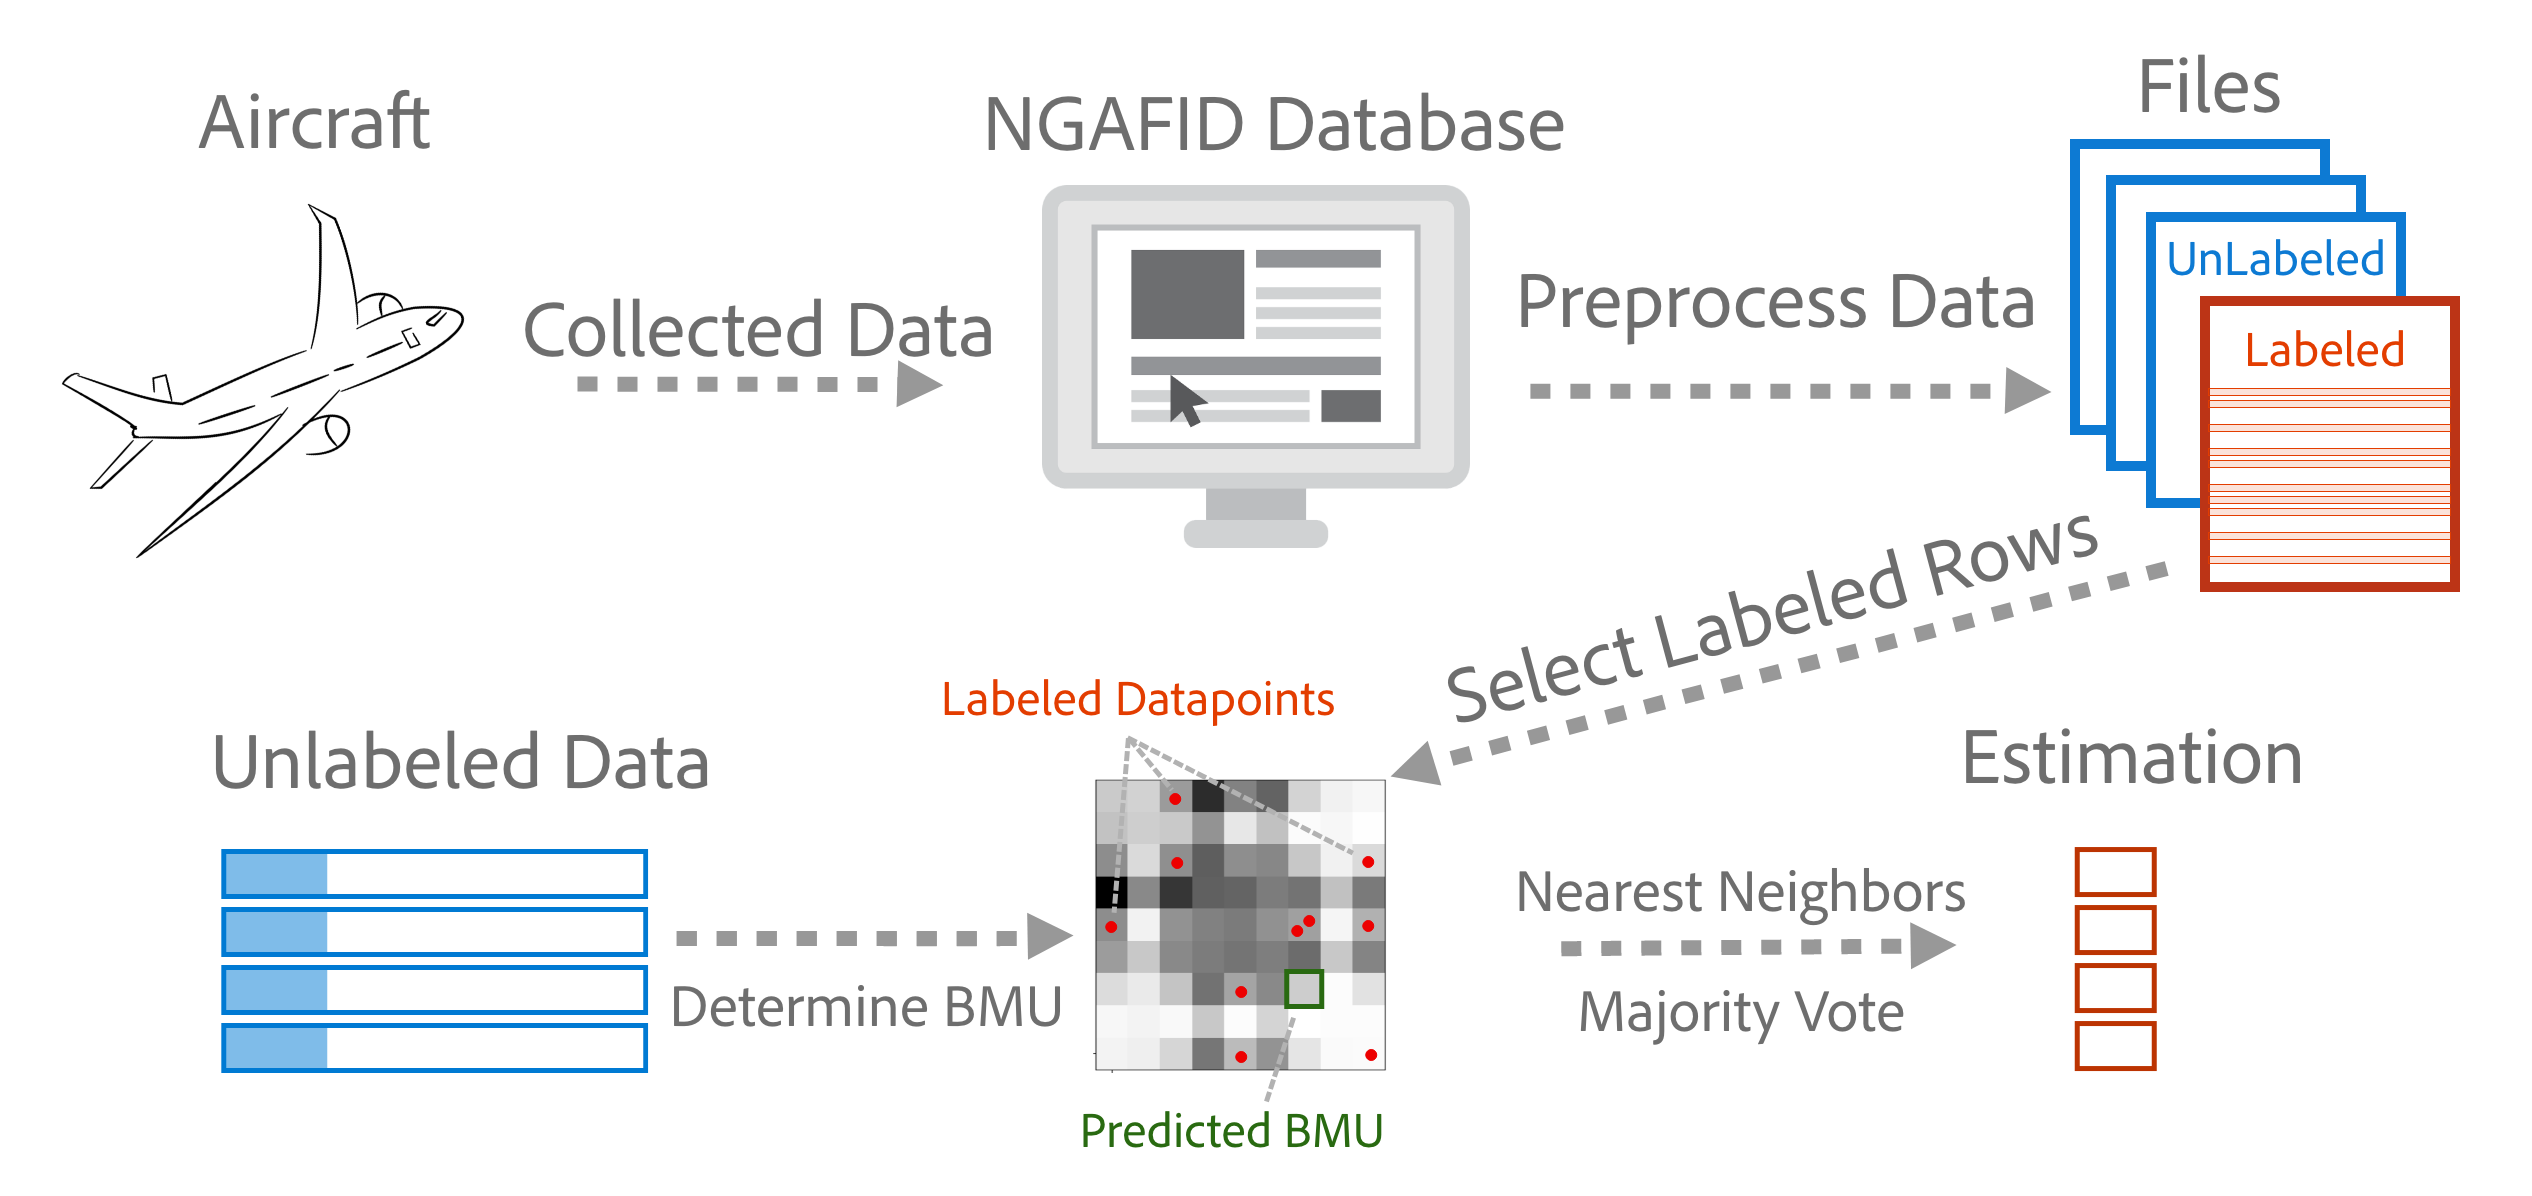 Aircraft
NGAFID Database
Files
Collected Data
Preprocess Data
UnLabeled
Labeled
Select Labeled Rows
Labeled Datapoints
Unlabeled Data
Estimation
Determine BMU
Nearest Neighbors
Majority Vote
Predicted BMU